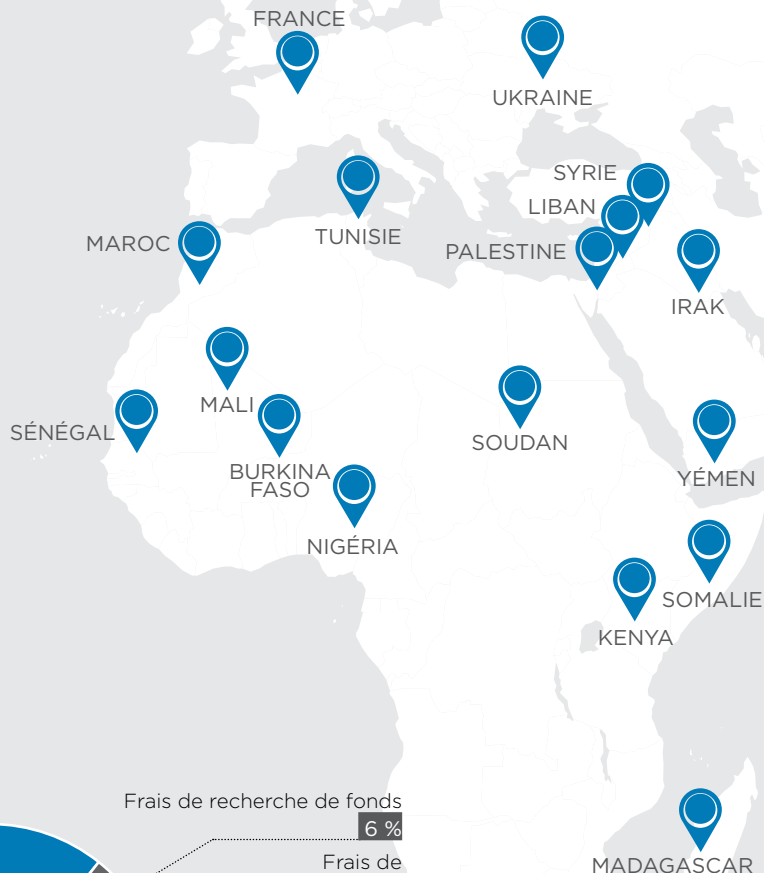 FRANCE
UKRAINE
SYRIE
LIBAN
TUNISIE
MAROC
PALESTINE
IRAK
MALI
SÉNÉGAL
SOUDAN
BURKINA
FASO
YÉMEN
NIGÉRIA
SOMALIE
KENYA
Frais de recherche de fonds
6 %
Frais de
MADAGASCAR